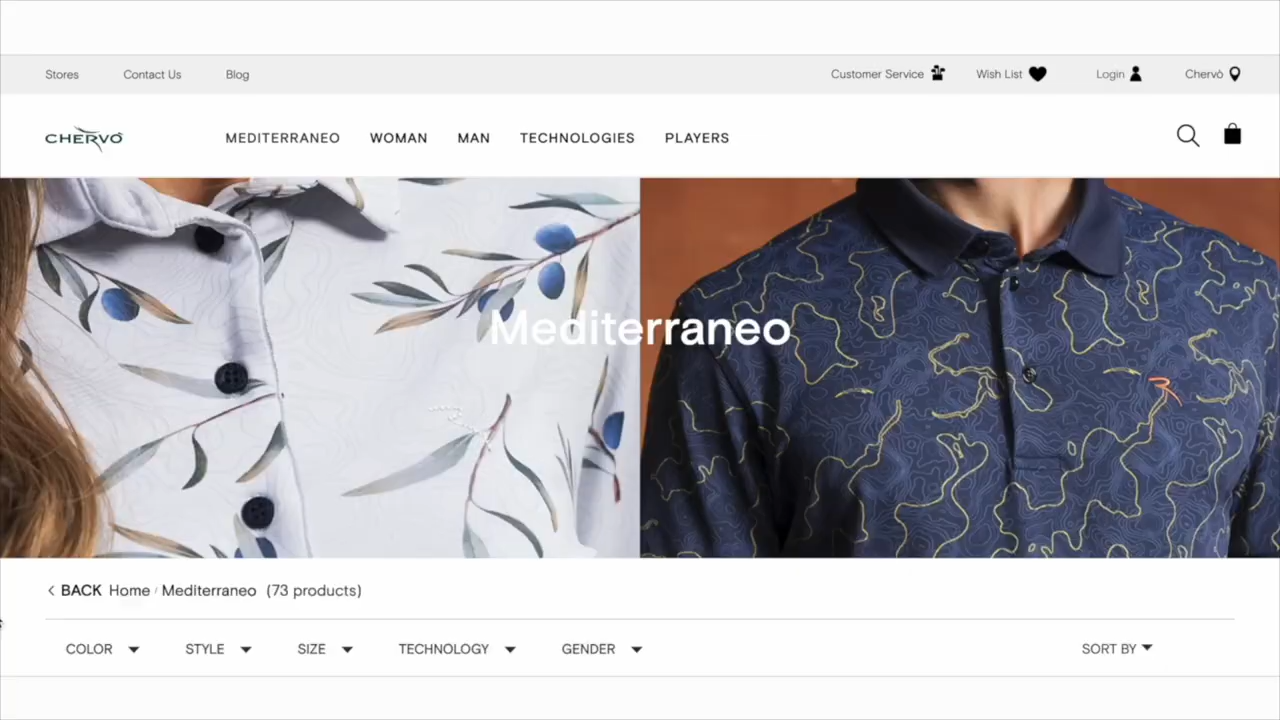 Stores Contact Us Blog Customer Service Wish List Login Chervò
CHERVÒ MEDITERRANEO WOMAN MAN TECHNOLOGIES PLAYERS
Mediterraneo
BACK Home / Mediterraneo (73 products)
COLOR STYLE SIZE TECHNOLOGY GENDER SORT BY